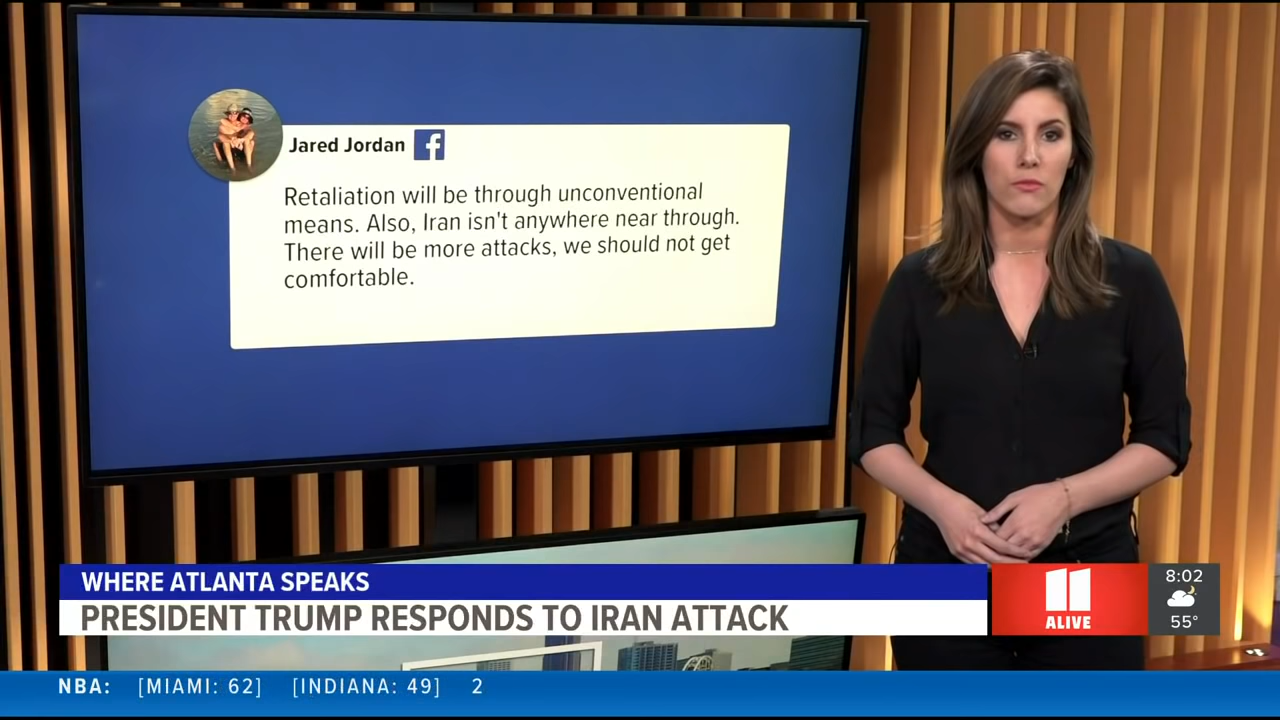 Jared Jordan
Retaliation will be through unconventional
means. Also, Iran isn't anywhere near through.
There will be more attacks, we should not get
comfortable.
WHERE ATLANTA SPEAKS
PRESIDENT TRUMP RESPONDS TO IRAN ATTACK
11
ALIVE
8:02
55°
NBA: [MIAMI: 62] [INDIANA: 49] 2